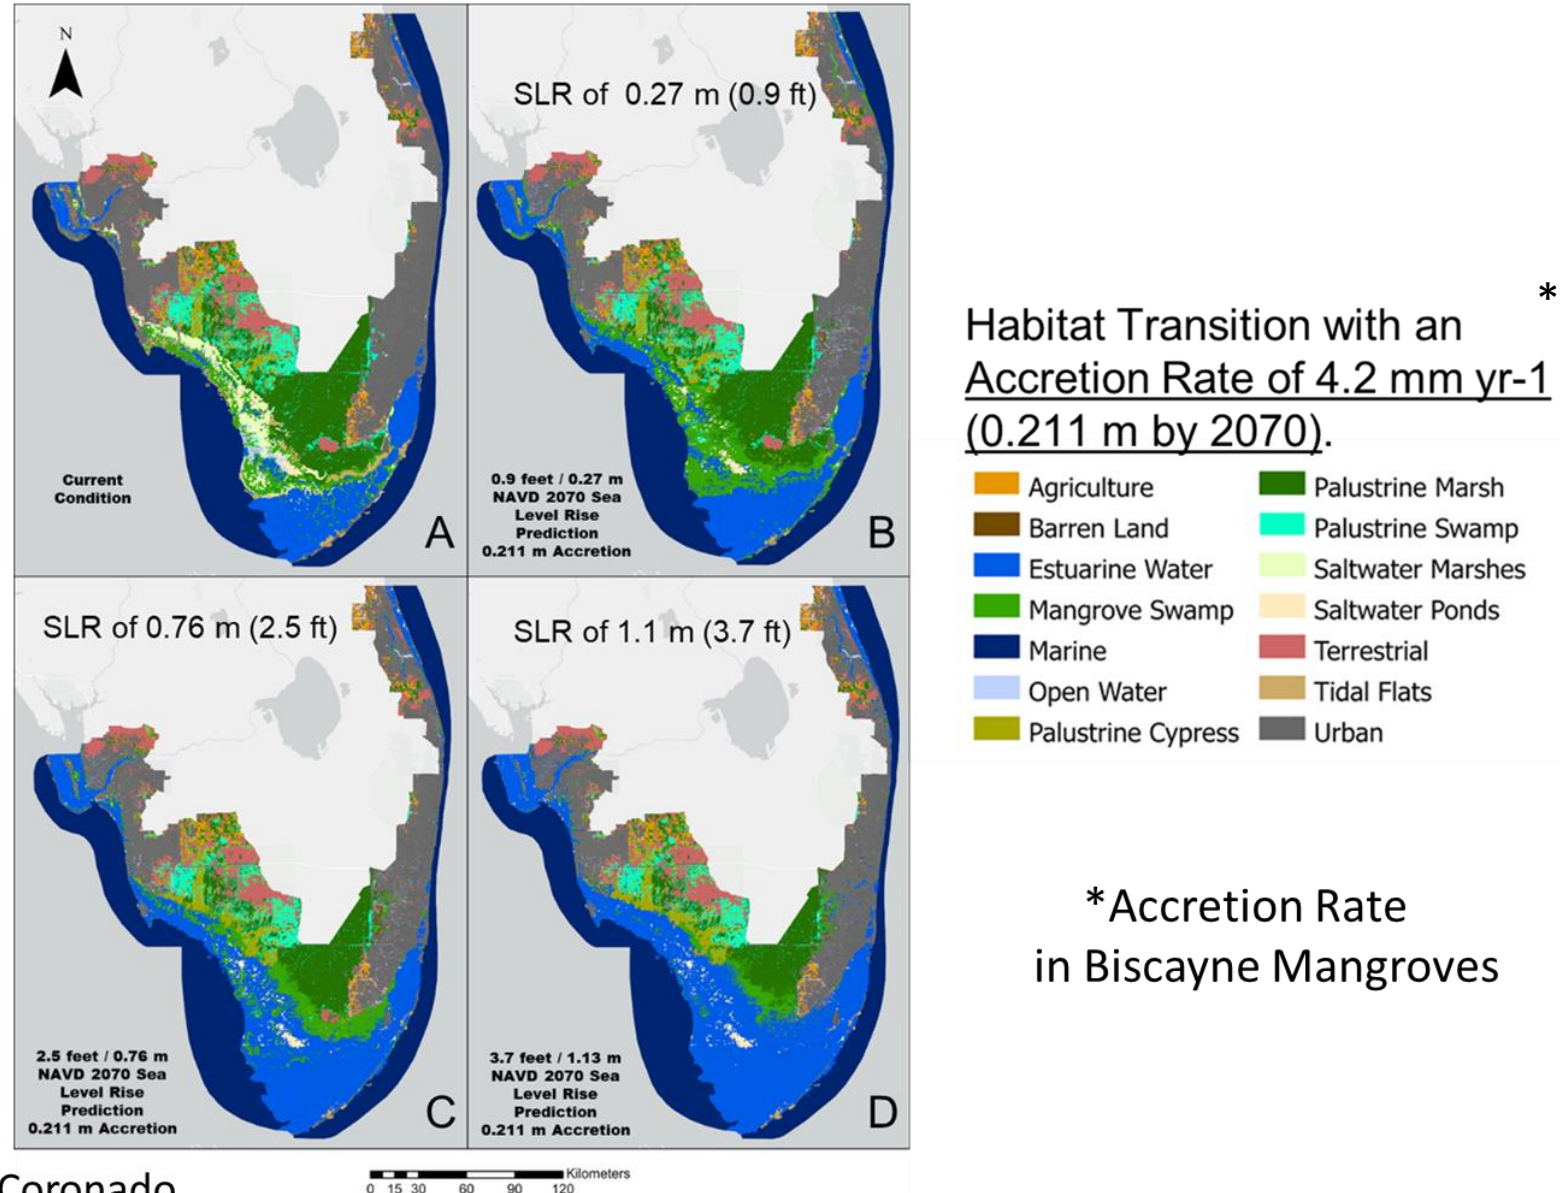 N
SLR of 0.27 m (0.9 ft)
Current
Condition
A
0.9 feet / 0.27 m
NAVD 2070 Sea
Level Rise
Prediction
0.211 m Accretion
B
SLR of 0.76 m (2.5 ft)
SLR of 1.1 m (3.7 ft)
2.5 feet / 0.76 m
NAVD 2070 Sea
Level Rise
Prediction
0.211 m Accretion
C
3.7 feet / 1.13 m
NAVD 2070 Sea
Level Rise
Prediction
0.211 m Accretion
D
Coronado
Kilometers
0 15 30 60 90 120
*
Habitat Transition with an
Accretion Rate of 4.2 mm yr-1
(0.211 m by 2070).
Agriculture
Barren Land
Estuarine Water
Mangrove Swamp
Marine
Open Water
Palustrine Cypress
Palustrine Marsh
Palustrine Swamp
Saltwater Marshes
Saltwater Ponds
Terrestrial
Tidal Flats
Urban
*Accretion Rate
in Biscayne Mangroves